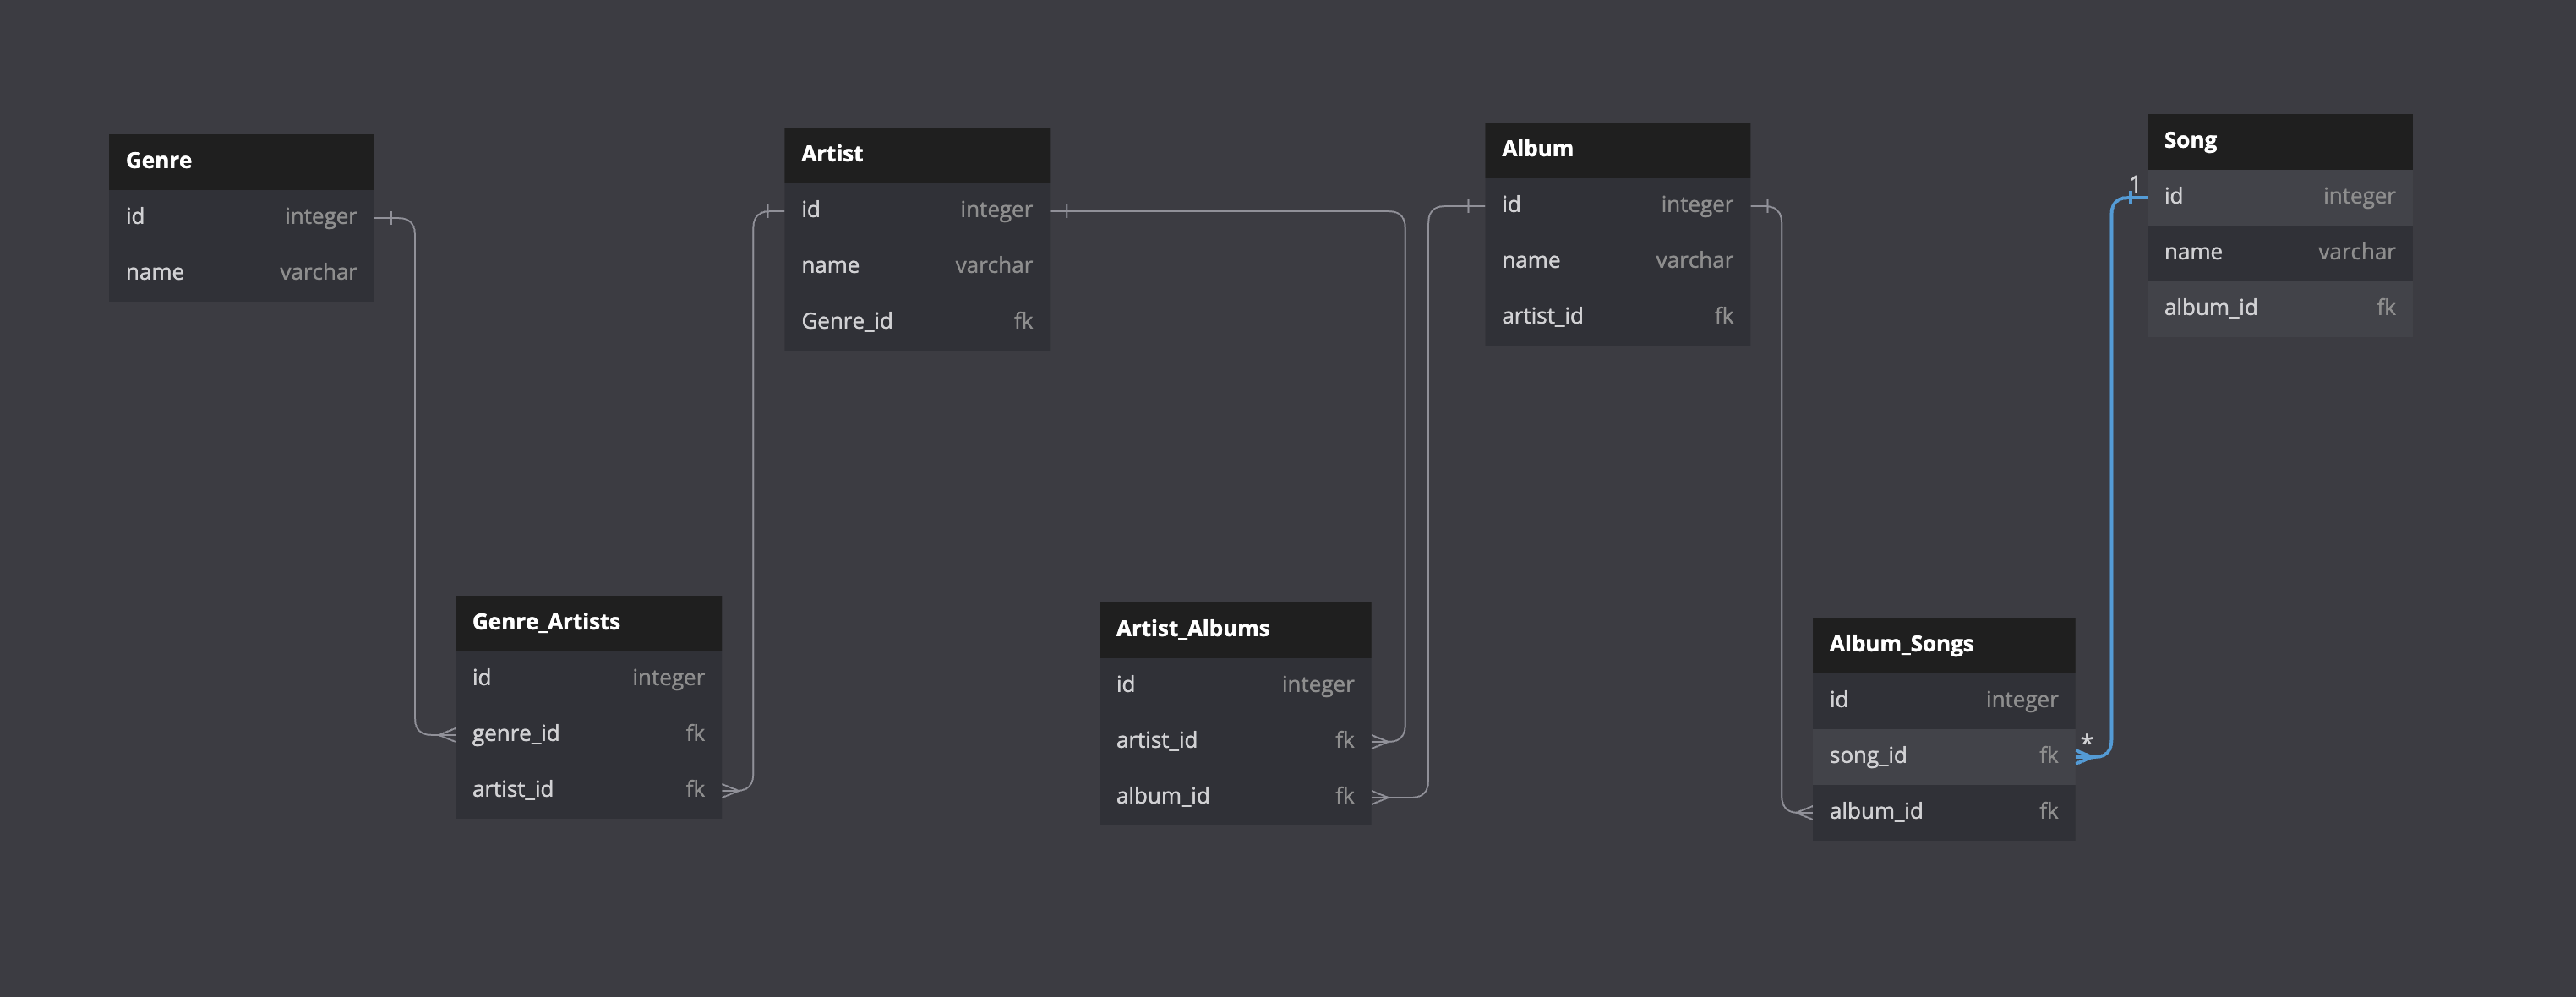 Genre
id integer
name varchar
Artist
id integer
name varchar
Genre_id fk
Album
id integer
name varchar
artist_id fk
Song
1
id integer
name varchar
album_id fk
Genre_Artists
id integer
genre_id fk
artist_id fk
Artist_Albums
id integer
artist_id fk
album_id fk
Album_Songs
id integer
song_id fk
*
album_id fk